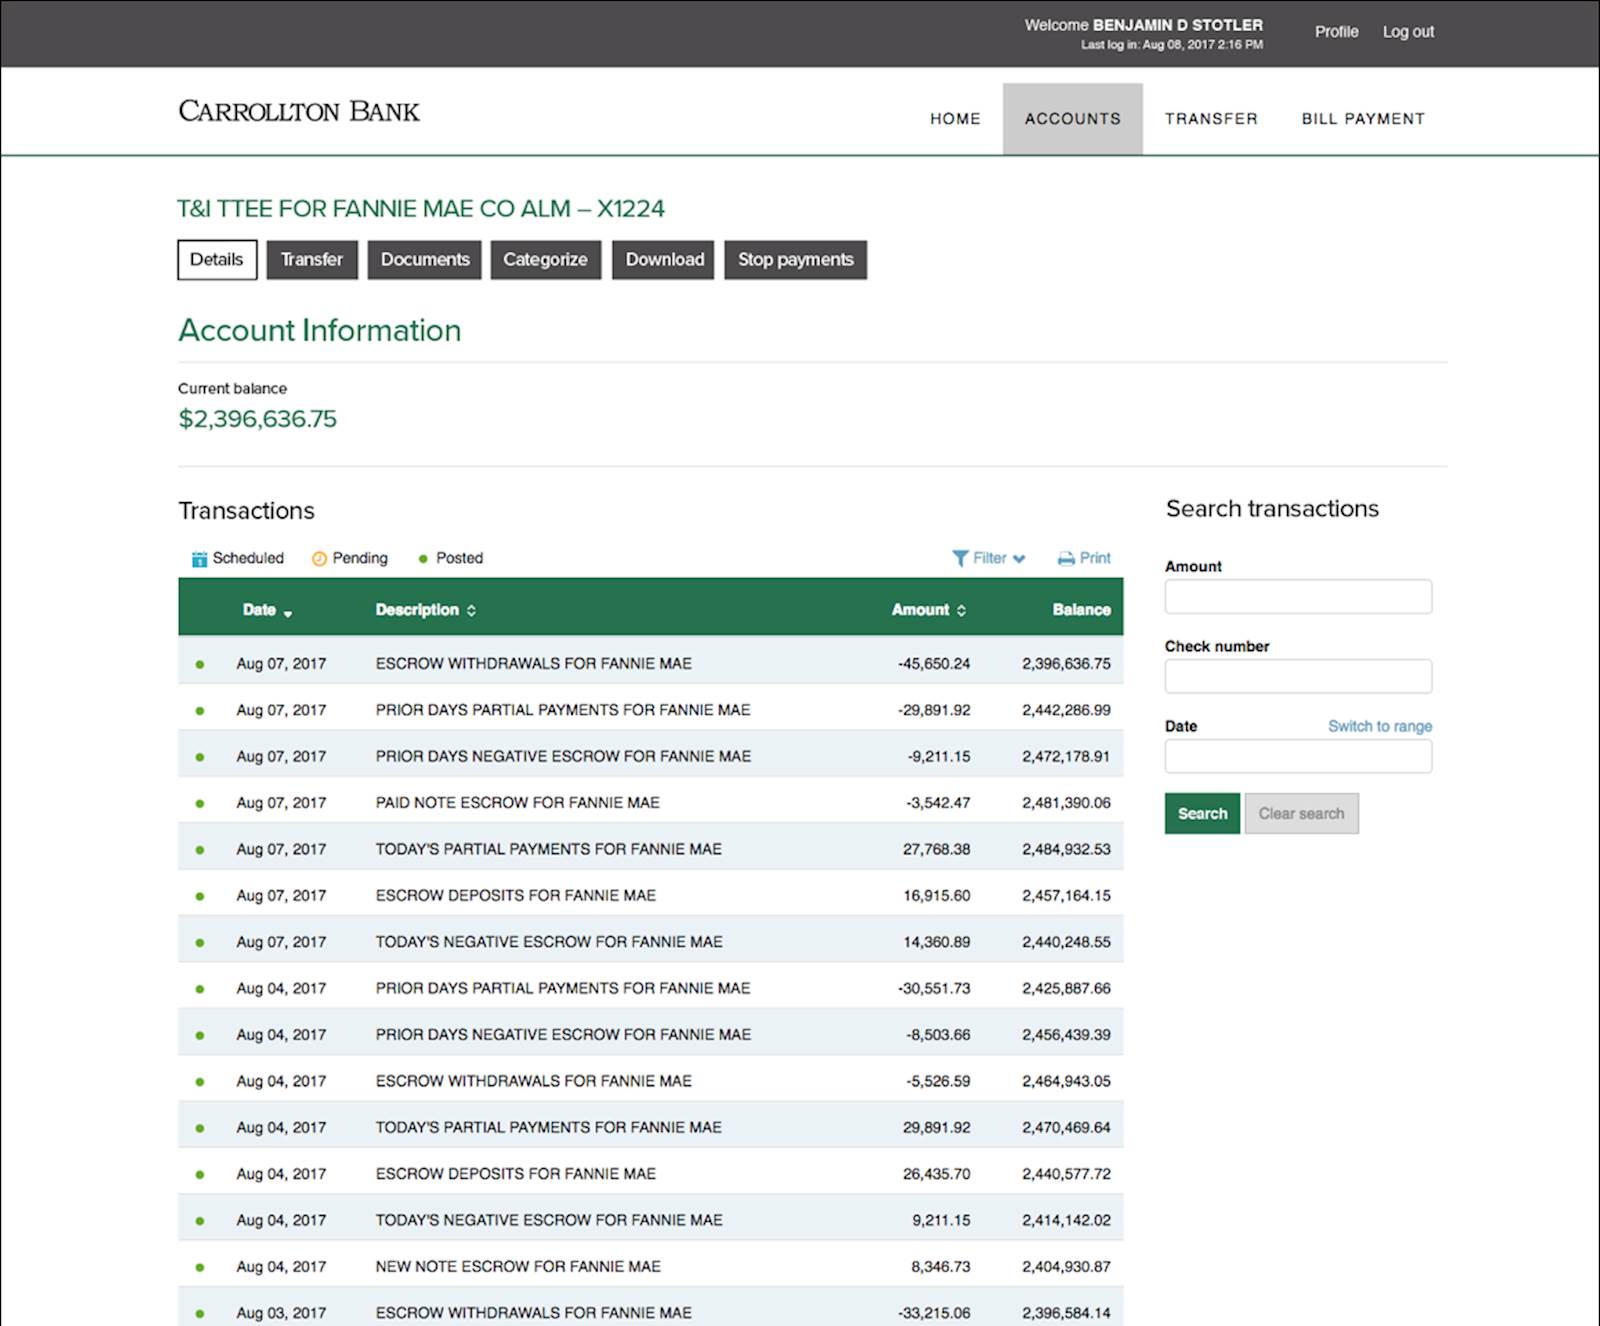 Welcome BENJAMIN D STOTLER
Last log in: Aug 08, 2017 2:16 PM
Profile Log out
CARROLLTON BANK
HOME ACCOUNTS TRANSFER BILL PAYMENT
T&I TTEE FOR FANNIE MAE CO ALM – X1224
Details Transfer Documents Categorize Download Stop payments
Account Information
Current balance
$2,396,636.75
Transactions
Scheduled Pending Posted Filter Print
Date Description Amount Balance
Aug 07, 2017 ESCROW WITHDRAWALS FOR FANNIE MAE -45,650.24 2,396,636.75
Aug 07, 2017 PRIOR DAYS PARTIAL PAYMENTS FOR FANNIE MAE -29,891.92 2,442,286.99
Aug 07, 2017 PRIOR DAYS NEGATIVE ESCROW FOR FANNIE MAE -9,211.15 2,472,178.91
Aug 07, 2017 PAID NOTE ESCROW FOR FANNIE MAE -3,542.47 2,481,390.06
Aug 07, 2017 TODAY'S PARTIAL PAYMENTS FOR FANNIE MAE 27,768.38 2,484,932.53
Aug 07, 2017 ESCROW DEPOSITS FOR FANNIE MAE 16,915.60 2,457,164.15
Aug 07, 2017 TODAY'S NEGATIVE ESCROW FOR FANNIE MAE 14,360.89 2,440,248.55
Aug 04, 2017 PRIOR DAYS PARTIAL PAYMENTS FOR FANNIE MAE -30,551.73 2,425,887.66
Aug 04, 2017 PRIOR DAYS NEGATIVE ESCROW FOR FANNIE MAE -8,503.66 2,456,439.39
Aug 04, 2017 ESCROW WITHDRAWALS FOR FANNIE MAE -5,526.59 2,464,943.05
Aug 04, 2017 TODAY'S PARTIAL PAYMENTS FOR FANNIE MAE 29,891.92 2,470,469.64
Aug 04, 2017 ESCROW DEPOSITS FOR FANNIE MAE 26,435.70 2,440,577.72
Aug 04, 2017 TODAY'S NEGATIVE ESCROW FOR FANNIE MAE 9,211.15 2,414,142.02
Aug 04, 2017 NEW NOTE ESCROW FOR FANNIE MAE 8,346.73 2,404,930.87
Aug 03, 2017 ESCROW WITHDRAWALS FOR FANNIE MAE -33,215.06 2,396,584.14
Search transactions
Amount
Check number
Date Switch to range
Search Clear search